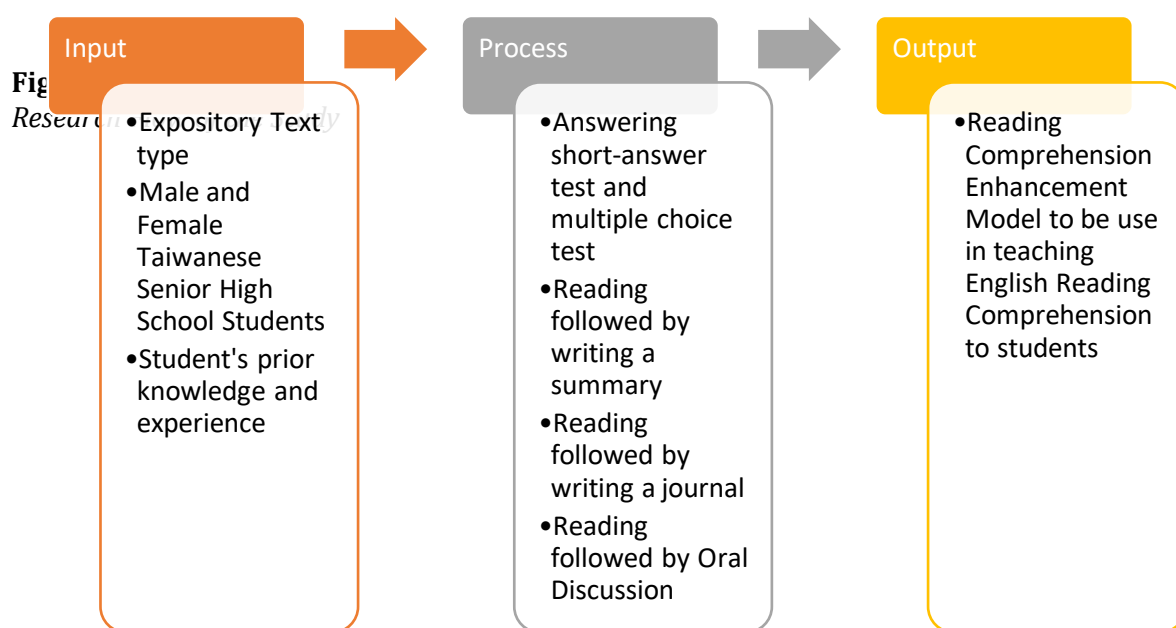 Input
Process
Output
Fig
Research
•Expository Text
type
•Male and
Female
Taiwanese
Senior High
School Students
•Student's prior
knowledge and
experience
•Answering
short-answer
test and
multiple choice
test
•Reading
followed by
writing a
summary
•Reading
followed by
writing a journal
•Reading
followed by Oral
Discussion
•Reading
Comprehension
Enhancement
Model to be use
in teaching
English Reading
Comprehension
to students